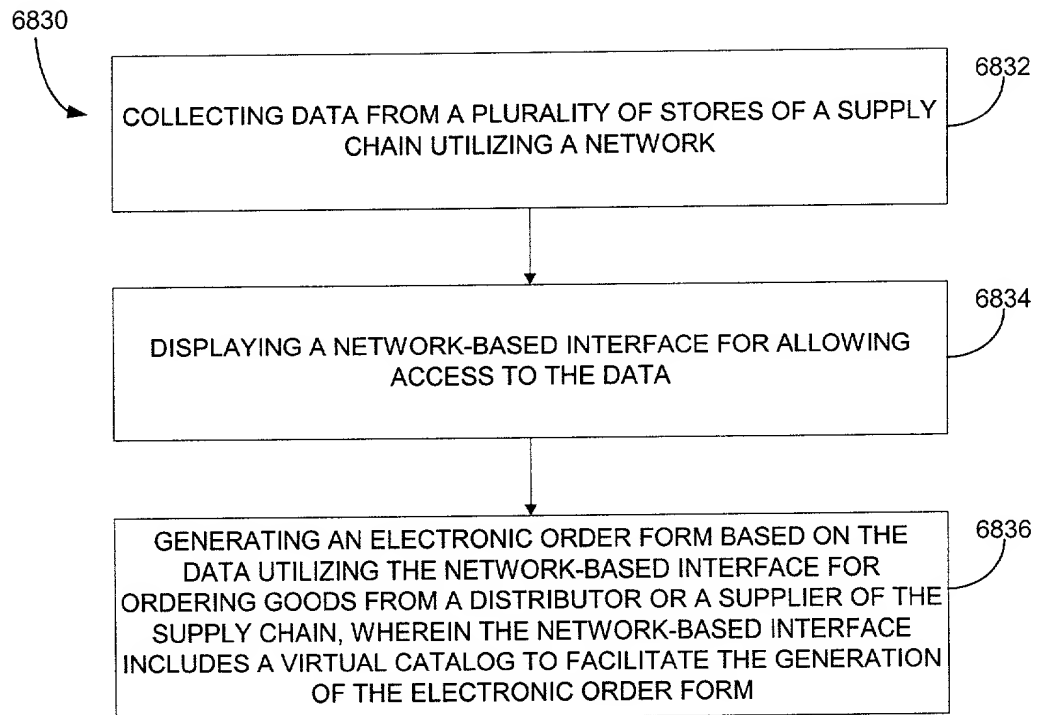 6830
6832
COLLECTING DATA FROM A PLURALITY OF STORES OF A SUPPLY
CHAIN UTILIZING A NETWORK
6834
DISPLAYING A NETWORK-BASED INTERFACE FOR ALLOWING
ACCESS TO THE DATA
6836
GENERATING AN ELECTRONIC ORDER FORM BASED ON THE
DATA UTILIZING THE NETWORK-BASED INTERFACE FOR
ORDERING GOODS FROM A DISTRIBUTOR OR A SUPPLIER OF THE
SUPPLY CHAIN, WHEREIN THE NETWORK-BASED INTERFACE
INCLUDES A VIRTUAL CATALOG TO FACILITATE THE GENERATION
OF THE ELECTRONIC ORDER FORM